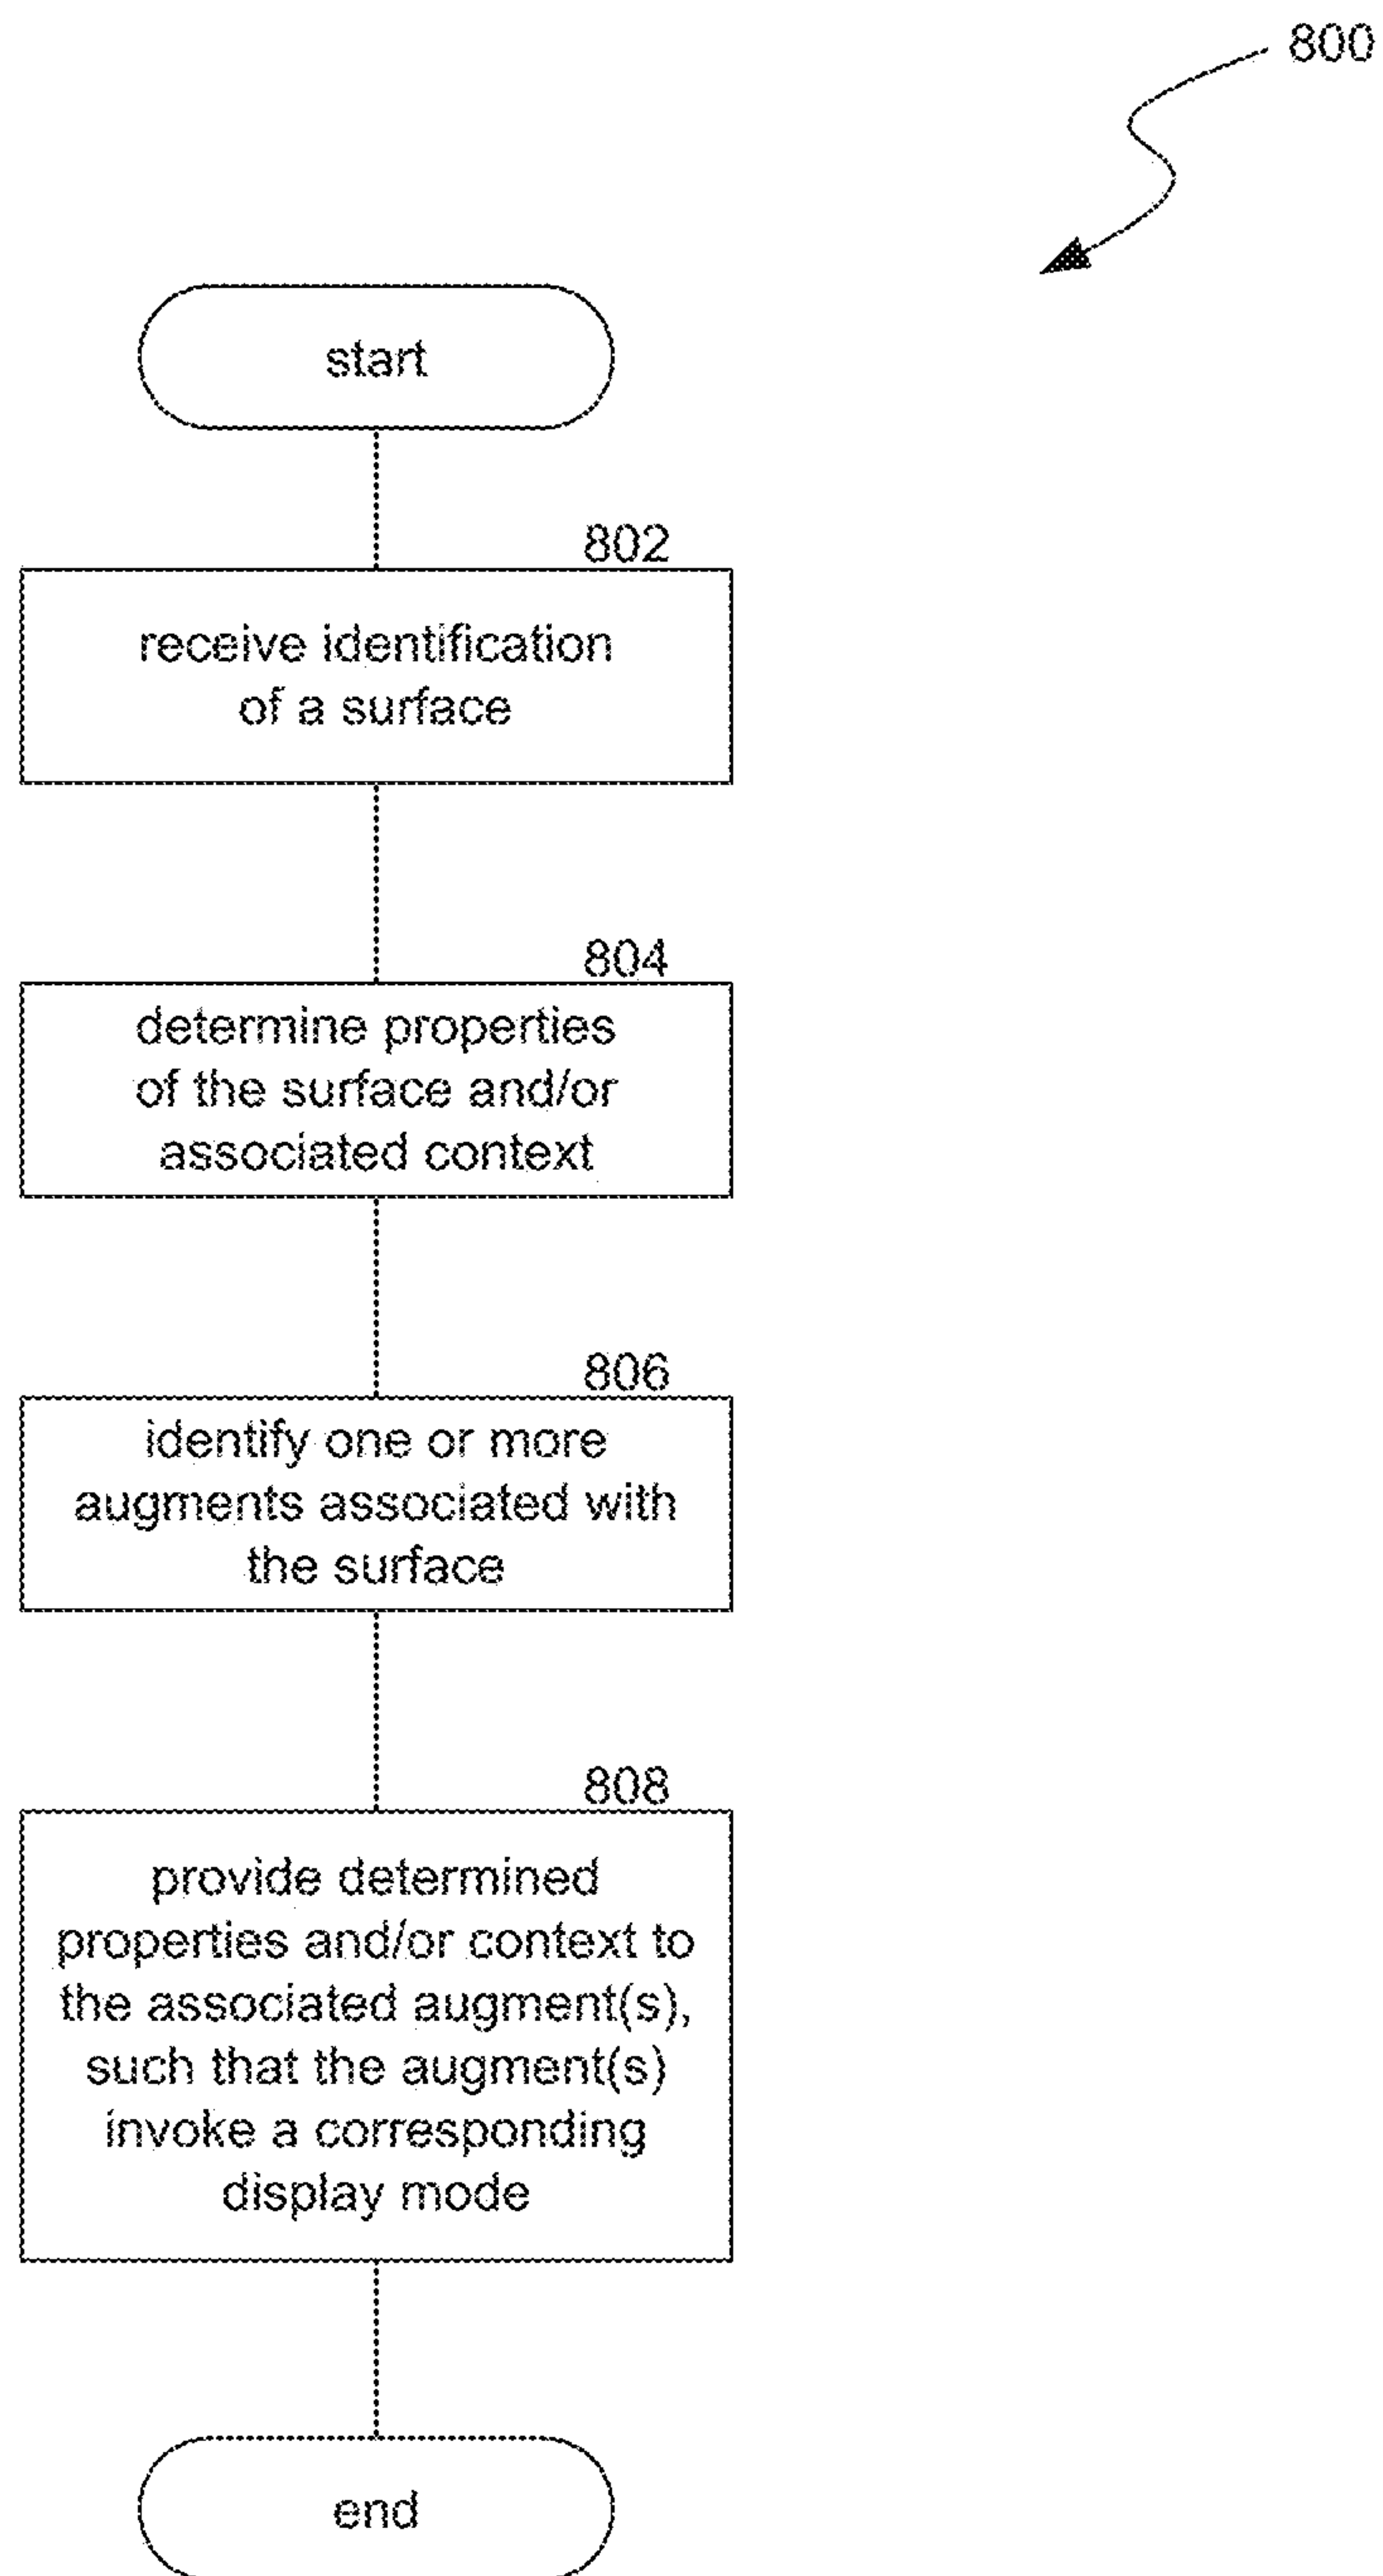 800
start
802
receive identification
of a surface
804
determine properties
of the surface and/or
associated context
806
identify one or more
augments associated with
the surface
808
provide determined
properties and/or context to
the associated augment(s),
such that the augment(s)
invoke a corresponding
display mode
end